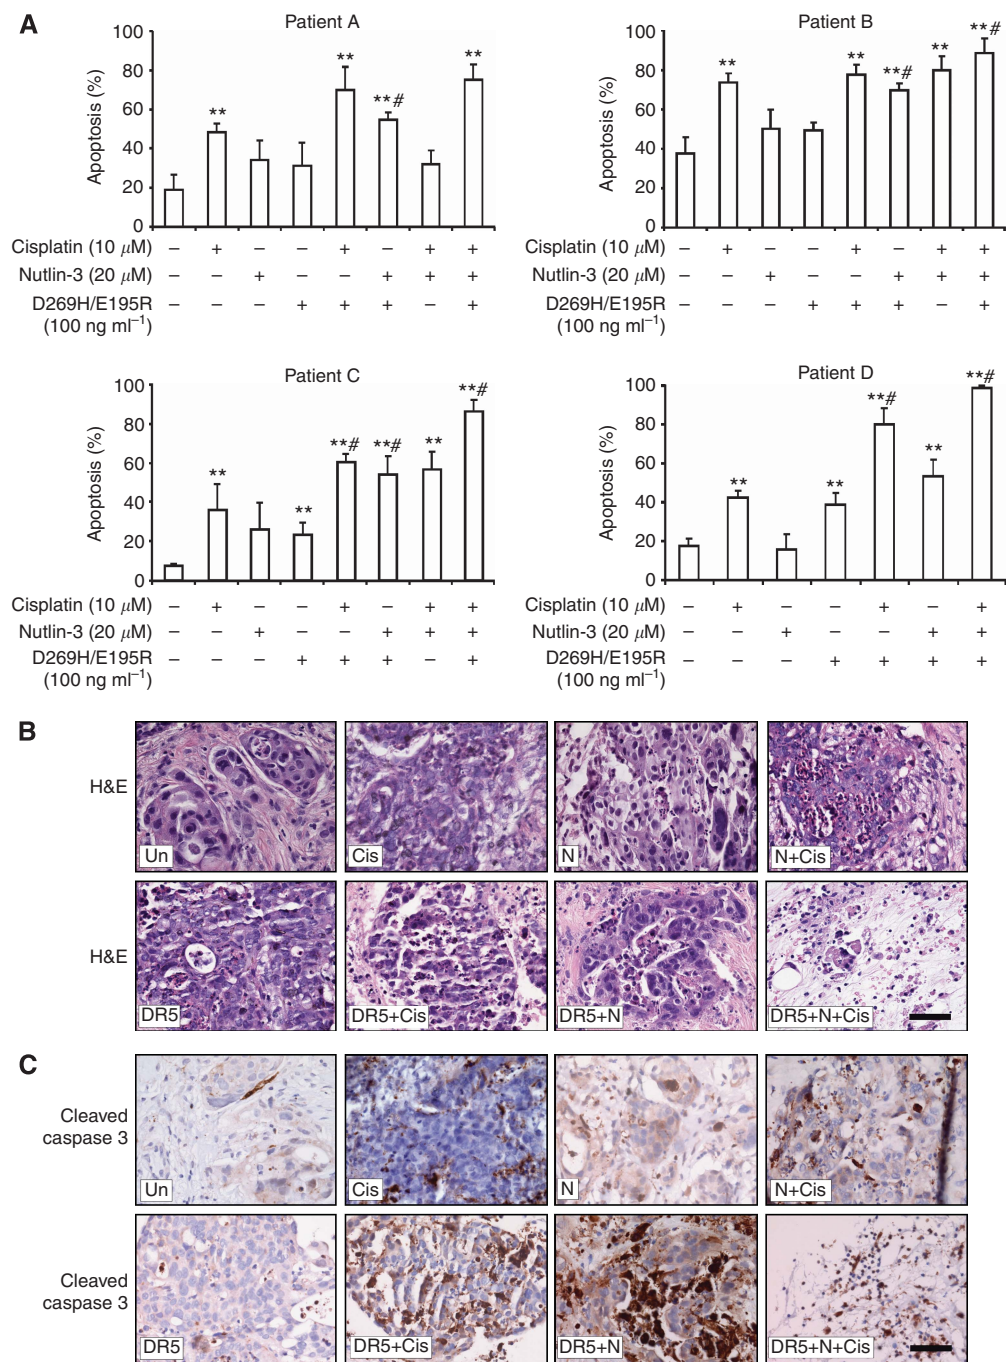 A
Patient A
Apoptosis (%)
100
80
60
40
20
0
** ** **# **
Cisplatin (10 μM) – + – – + – + +
Nutlin-3 (20 μM) – – + – – + + +
D269H/E195R – – – + + + – +
(100 ng ml–1)
Patient B
Apoptosis (%)
100
80
60
40
20
0
** ** **# ** **#
Cisplatin (10 μM) – + – – + – + +
Nutlin-3 (20 μM) – – + – – + + +
D269H/E195R – – – + + + – +
(100 ng ml–1)
Patient C
Apoptosis (%)
100
80
60
40
20
0
** ** **# **# ** **#
Cisplatin (10 μM) – + – – + – + +
Nutlin-3 (20 μM) – – + – – + + +
D269H/E195R – – – + + + – +
(100 ng ml–1)
Patient D
Apoptosis (%)
100
80
60
40
20
0
** ** **# ** **#
Cisplatin (10 μM) – + – – + – +
Nutlin-3 (20 μM) – – + – – + +
D269H/E195R – – – + + + +
(100 ng ml–1)
B
H&E
Un
Cis
N
N+Cis
H&E
DR5
DR5+Cis
DR5+N
DR5+N+Cis
C
Cleaved
caspase 3
Un
Cis
N
N+Cis
Cleaved
caspase 3
DR5
DR5+Cis
DR5+N
DR5+N+Cis